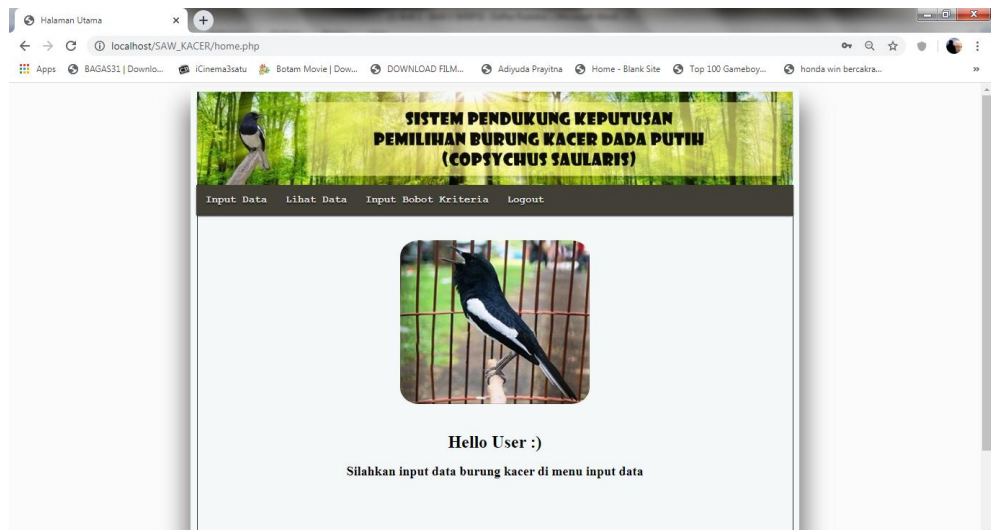 Halaman Utama
localhost/SAW_KACER/home.php
Apps BAGAS31 | Downlo... iCinema3satu Botam Movie | Dow... DOWNLOAD FILM... Adiyuda Prayitna Home - Blank Site Top 100 Gameboy... honda win bercakra... »
SISTEM PENDUKUNG KEPUTUSAN
PEMILIHAN BURUNG KACER DADA PUTIH
(COPSYCHUS SAULARIS)
Input Data Lihat Data Input Bobot Kriteria Logout
Hello User :)
Silahkan input data burung kacer di menu input data